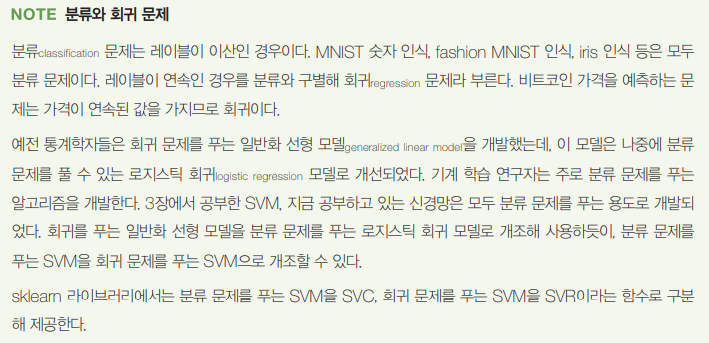 NOTE 분류와 회귀 문제
분류classification 문제는 레이블이 이산인 경우이다. MNIST 숫자 인식, fashion MNIST 인식, iris 인식 등은 모두
분류 문제이다. 레이블이 연속인 경우를 분류와 구별해 회귀regression 문제라 부른다. 비트코인 가격을 예측하는 문
제는 가격이 연속된 값을 가지므로 회귀이다.
예전 통계학자들은 회귀 문제를 푸는 일반화 선형 모델generalized linear model을 개발했는데, 이 모델은 나중에 분류
문제를 풀 수 있는 로지스틱 회귀logistic regression 모델로 개선되었다. 기계 학습 연구자는 주로 분류 문제를 푸는
알고리즘을 개발한다. 3장에서 공부한 SVM, 지금 공부하고 있는 신경망은 모두 분류 문제를 푸는 용도로 개발되
었다. 회귀를 푸는 일반화 선형 모델을 분류 문제를 푸는 로지스틱 회귀 모델로 개조해 사용하듯이, 분류 문제를
푸는 SVM을 회귀 문제를 푸는 SVM으로 개조할 수 있다.
sklearn 라이브러리에서는 분류 문제를 푸는 SVM을 SVC, 회귀 문제를 푸는 SVM을 SVR이라는 함수로 구분
해 제공한다.